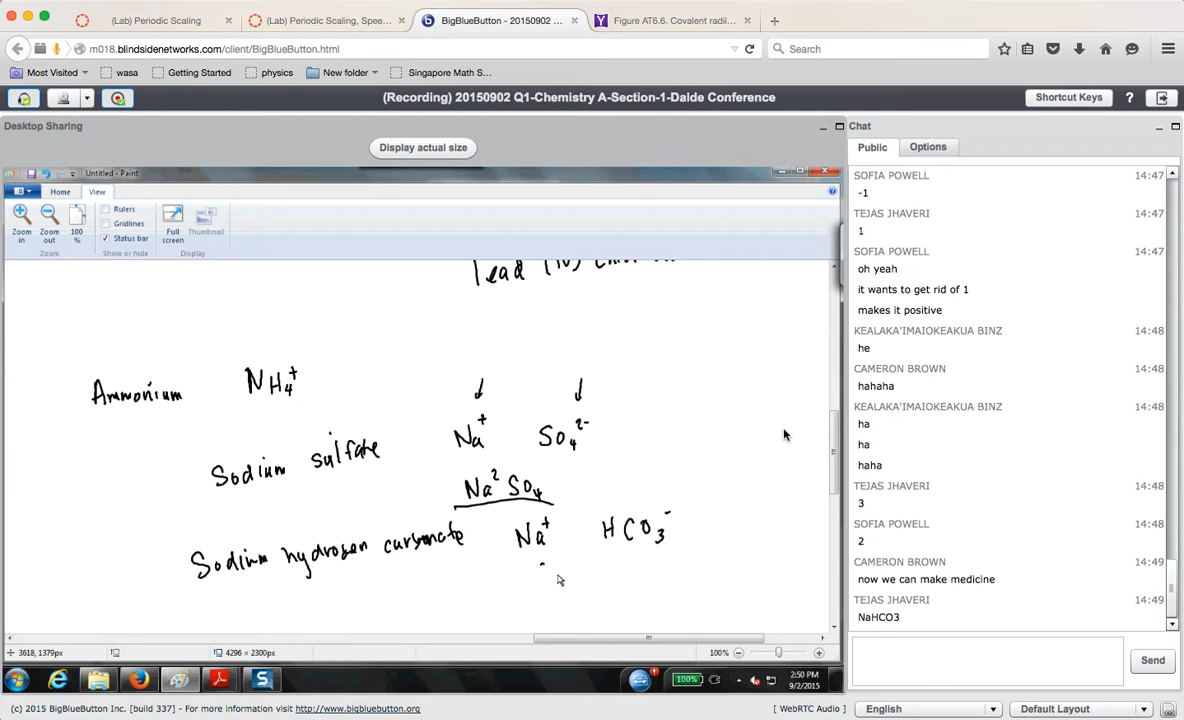 (Lab) Periodic Scaling
(Lab) Periodic Scaling, Spee...
BigBlueButton - 20150902 ...
Figure AT6.6. Covalent radii...
m018.blindsidenetworks.com/client/BigBlueButton.html
Search
Most Visited
wasa
Getting Started
physics
New folder
Singapore Math S...
(Recording) 20150902 Q1-Chemistry A-Section-1-Dalde Conference
Shortcut Keys
?
Desktop Sharing
Display actual size
Untitled - Paint
Home
View
Zoom in
Zoom out
100 %
Rulers
Gridlines
Status bar
Full screen
Thumbnail
Zoom
Show or hide
Display
lead (IV)
Ammonium NH4+
Sodium sulfate Na+ SO4 2-
Na2 SO4
Sodium hydrogen carbonate Na+ HCO3-
3618, 1379px
4296 × 2300px
100%
100%
2:50 PM
9/2/2015
Chat
Public
Options
SOFIA POWELL 14:47
-1
TEJAS JHAVERI 14:47
1
SOFIA POWELL 14:47
oh yeah
it wants to get rid of 1
makes it positive
KEALAKA'IMAIOKEAKUA BINZ 14:48
he
CAMERON BROWN 14:48
hahaha
KEALAKA'IMAIOKEAKUA BINZ 14:48
ha
ha
haha
TEJAS JHAVERI 14:48
3
SOFIA POWELL 14:48
2
CAMERON BROWN 14:49
now we can make medicine
TEJAS JHAVERI 14:49
NaHCO3
Send
(c) 2015 BigBlueButton Inc. [build 337] - For more information visit http://www.bigbluebutton.org
[ WebRTC Audio ]
English
Default Layout